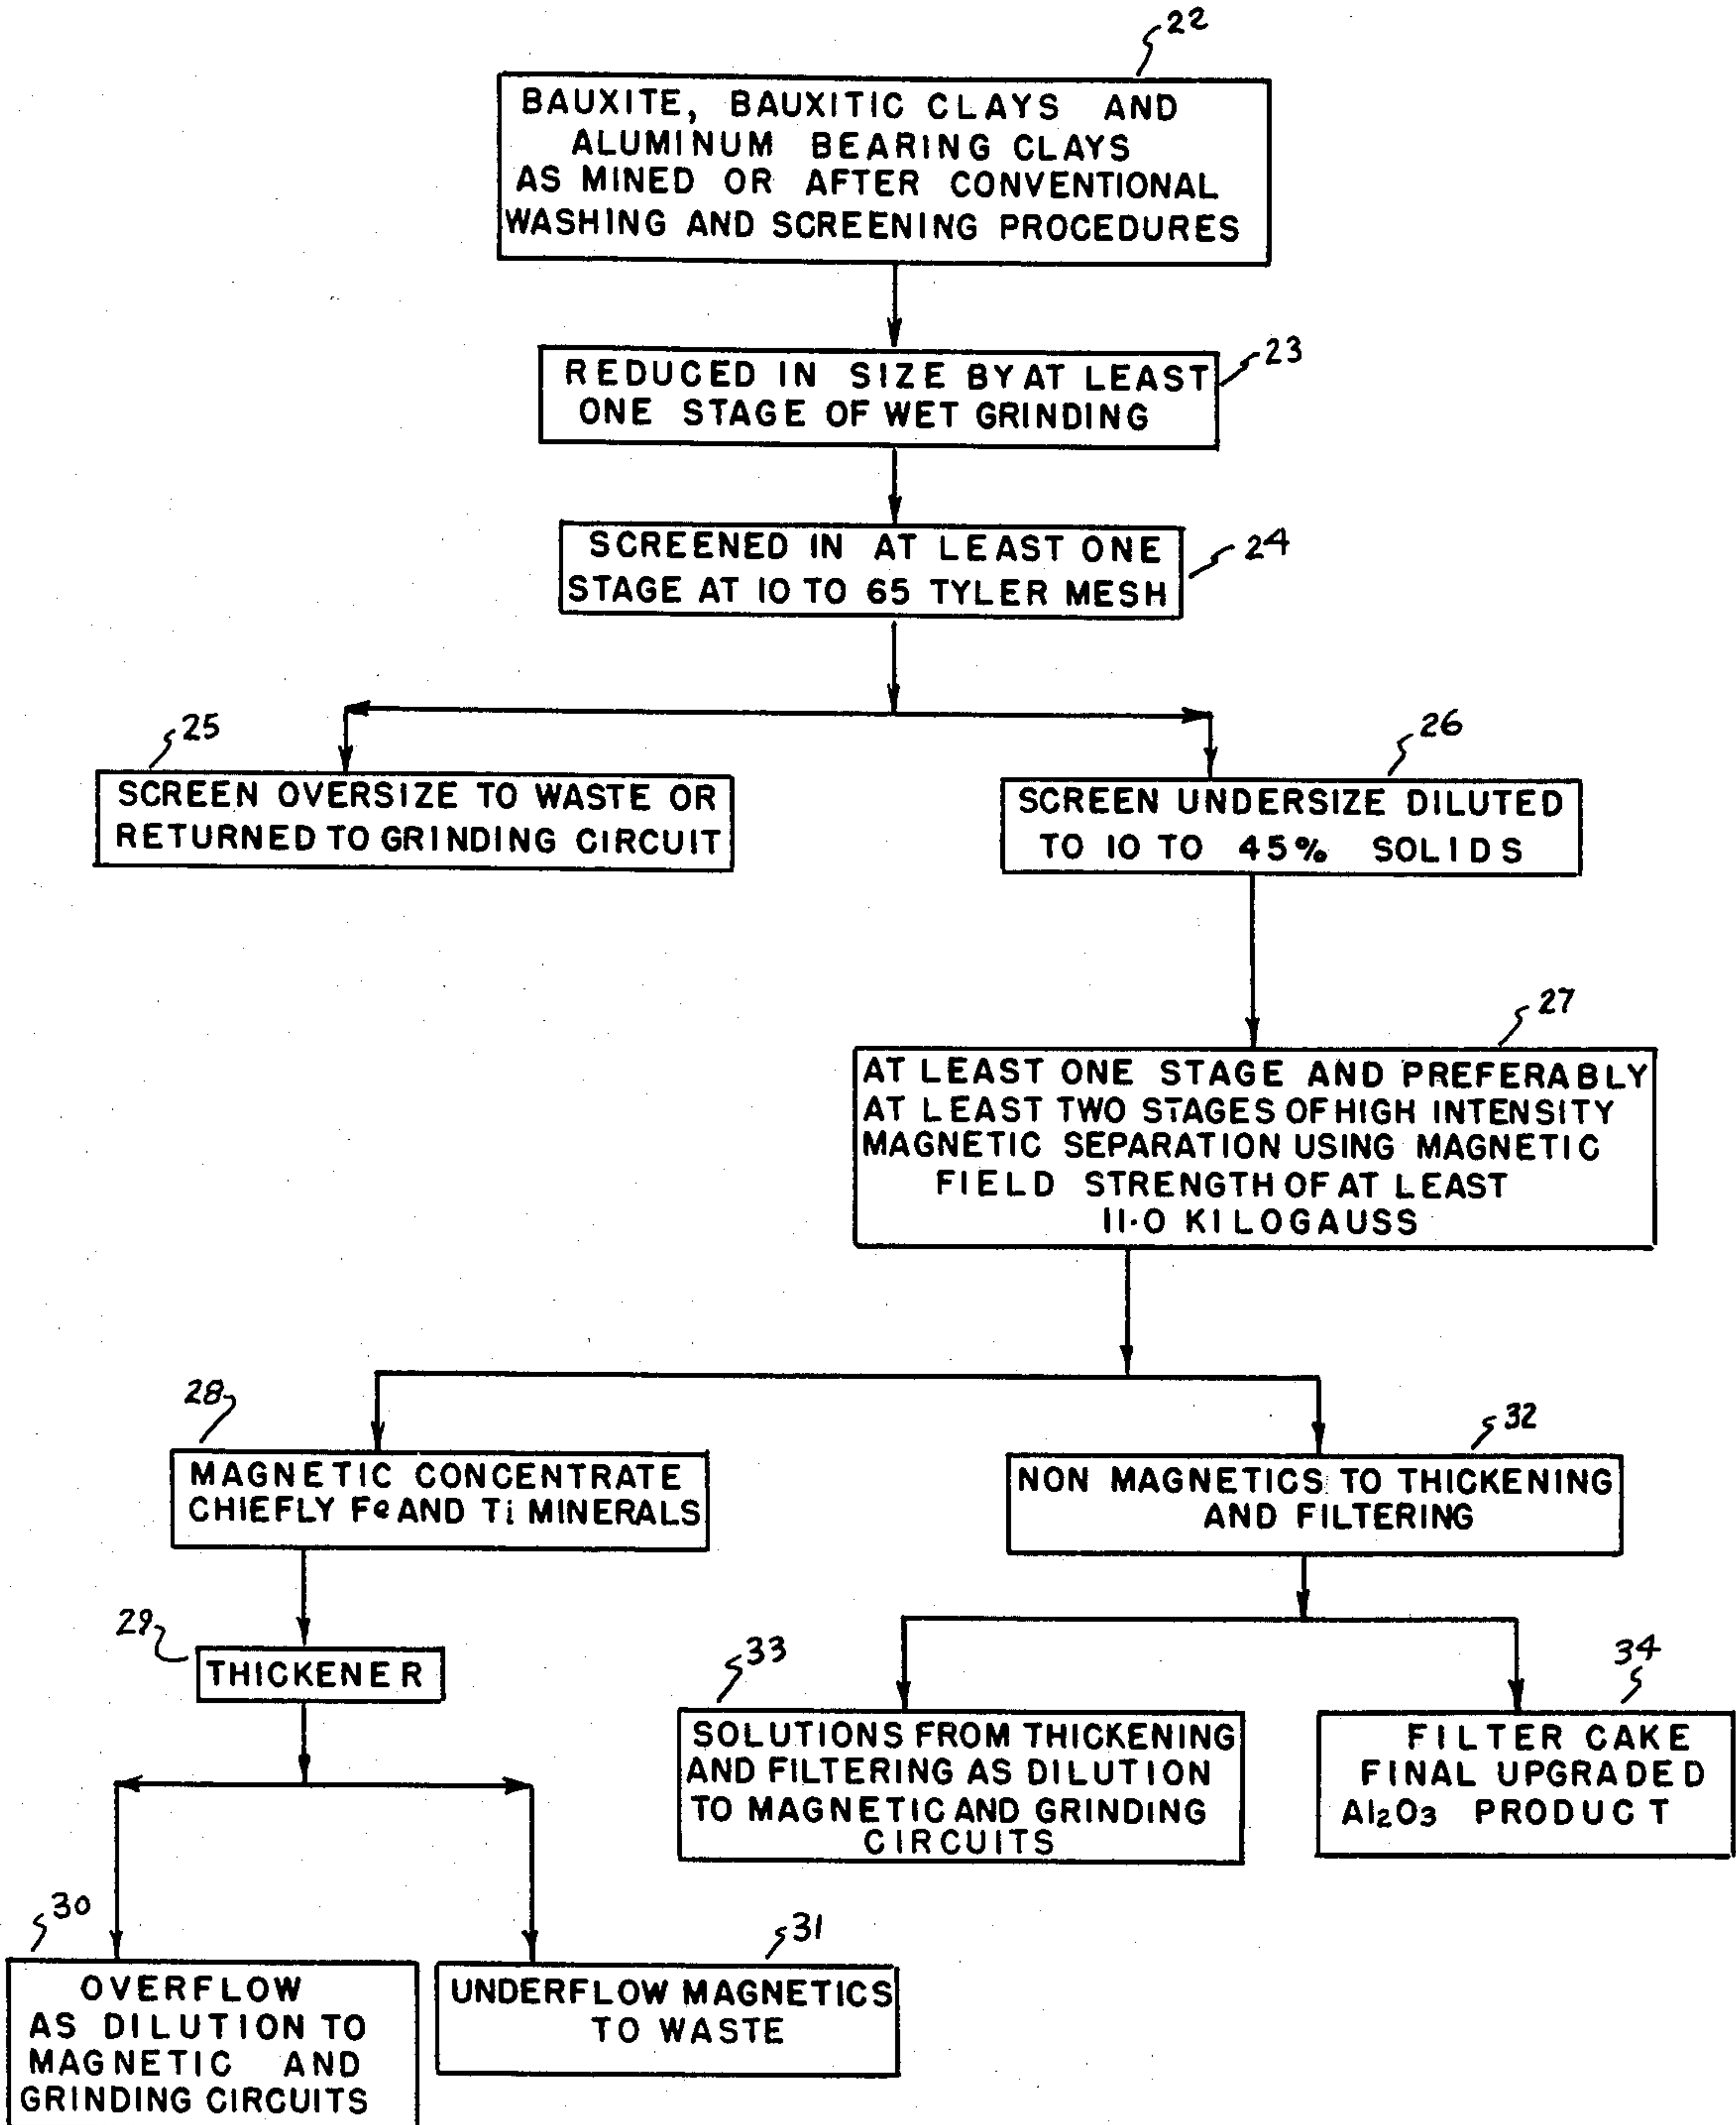 22
BAUXITE, BAUXITIC CLAYS AND
ALUMINUM BEARING CLAYS
AS MINED OR AFTER CONVENTIONAL
WASHING AND SCREENING PROCEDURES
23
REDUCED IN SIZE BY AT LEAST
ONE STAGE OF WET GRINDING
24
SCREENED IN AT LEAST ONE
STAGE AT 10 TO 65 TYLER MESH
25
SCREEN OVERSIZE TO WASTE OR
RETURNED TO GRINDING CIRCUIT
26
SCREEN UNDERSIZE DILUTED
TO 10 TO 45% SOLIDS
27
AT LEAST ONE STAGE AND PREFERABLY
AT LEAST TWO STAGES OF HIGH INTENSITY
MAGNETIC SEPARATION USING MAGNETIC
FIELD STRENGTH OF AT LEAST
11.0 KILOGAUSS
28
MAGNETIC CONCENTRATE
CHIEFLY Fe AND Ti MINERALS
32
NON MAGNETICS TO THICKENING
AND FILTERING
29
THICKENER
33
SOLUTIONS FROM THICKENING
AND FILTERING AS DILUTION
TO MAGNETIC AND GRINDING
CIRCUITS
34
FILTER CAKE
FINAL UPGRADED
Al2O3 PRODUCT
30
OVERFLOW
AS DILUTION TO
MAGNETIC AND
GRINDING CIRCUITS
31
UNDERFLOW MAGNETICS
TO WASTE